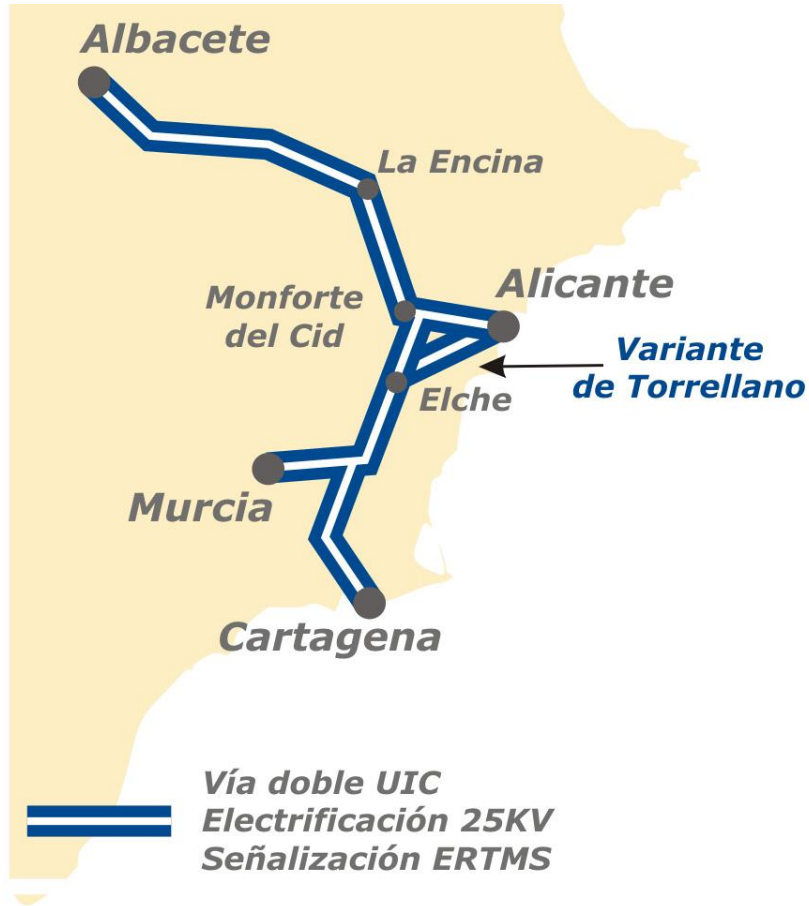 Albacete
La Encina
Alicante
Monforte
del Cid
Variante
de Torrellano
Elche
Murcia
Cartagena
Vía doble UIC
Electrificación 25KV
Señalización ERTMS